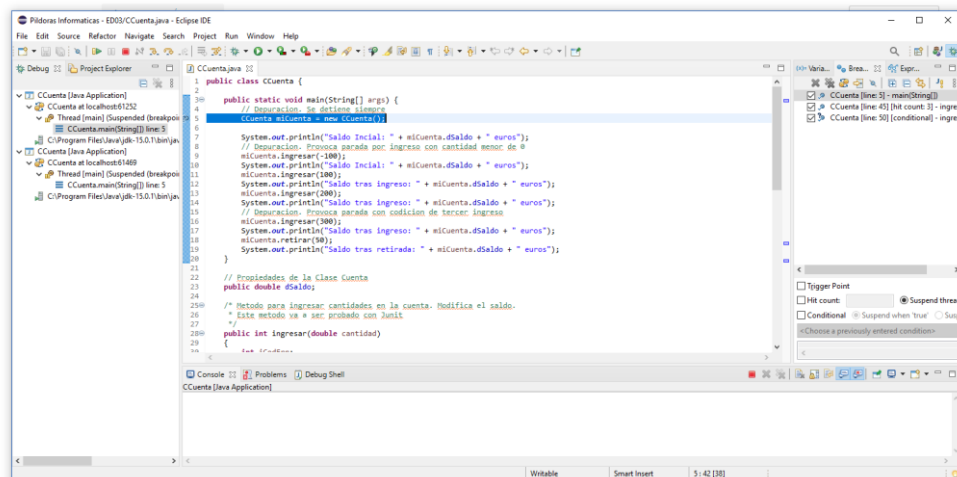 Pildoras Informaticas - ED03/CCuenta.java - Eclipse IDE
File Edit Source Refactor Navigate Search Project Run Window Help
Debug Project Explorer
CCuenta [Java Application]
CCuenta at localhost:61252
Thread [main] (Suspended (breakpoi
CCuenta.main(String[]) line: 5
C:\Program Files\Java\jdk-15.0.1\bin\jav
CCuenta [Java Application]
CCuenta at localhost:61469
Thread [main] (Suspended (breakpoi
CCuenta.main(String[]) line: 5
C:\Program Files\Java\jdk-15.0.1\bin\jav
CCuenta.java
1 public class CCuenta {
2
3 public static void main(String[] args) {
4 // Depuracion. Se detiene siempre
5 CCuenta miCuenta = new CCuenta();
6
7 System.out.println("Saldo Incial: " + miCuenta.dSaldo + " euros");
8 // Depuracion. Provoca parada por ingreso con cantidad menor de 0
9 miCuenta.ingresar(-100);
10 System.out.println("Saldo Incial: " + miCuenta.dSaldo + " euros");
11 miCuenta.ingresar(100);
12 System.out.println("Saldo tras ingreso: " + miCuenta.dSaldo + " euros");
13 miCuenta.ingresar(200);
14 System.out.println("Saldo tras ingreso: " + miCuenta.dSaldo + " euros");
15 // Depuracion. Provoca parada con codicion de tercer ingreso
16 miCuenta.ingresar(300);
17 System.out.println("Saldo tras ingreso: " + miCuenta.dSaldo + " euros");
18 miCuenta.retirar(50);
19 System.out.println("Saldo tras retirada: " + miCuenta.dSaldo + " euros");
20 }
21
22 // Propiedades de la Clase Cuenta
23 public double dSaldo;
24
25 /* Metodo para ingresar cantidades en la cuenta. Modifica el saldo.
26 * Este metodo va a ser probado con Junit
27 */
28 public int ingresar(double cantidad)
29 {
Varia... Brea... Expr...
CCuenta [line: 5] - main(String[])
CCuenta [line: 45] [hit count: 3] - ingre
CCuenta [line: 50] [conditional] - ingre
Trigger Point
Hit count: Suspend threa
Conditional Suspend when 'true' Sus
<Choose a previously entered condition>
Console Problems Debug Shell
CCuenta [Java Application]
Writable Smart Insert 5 : 42 [38]